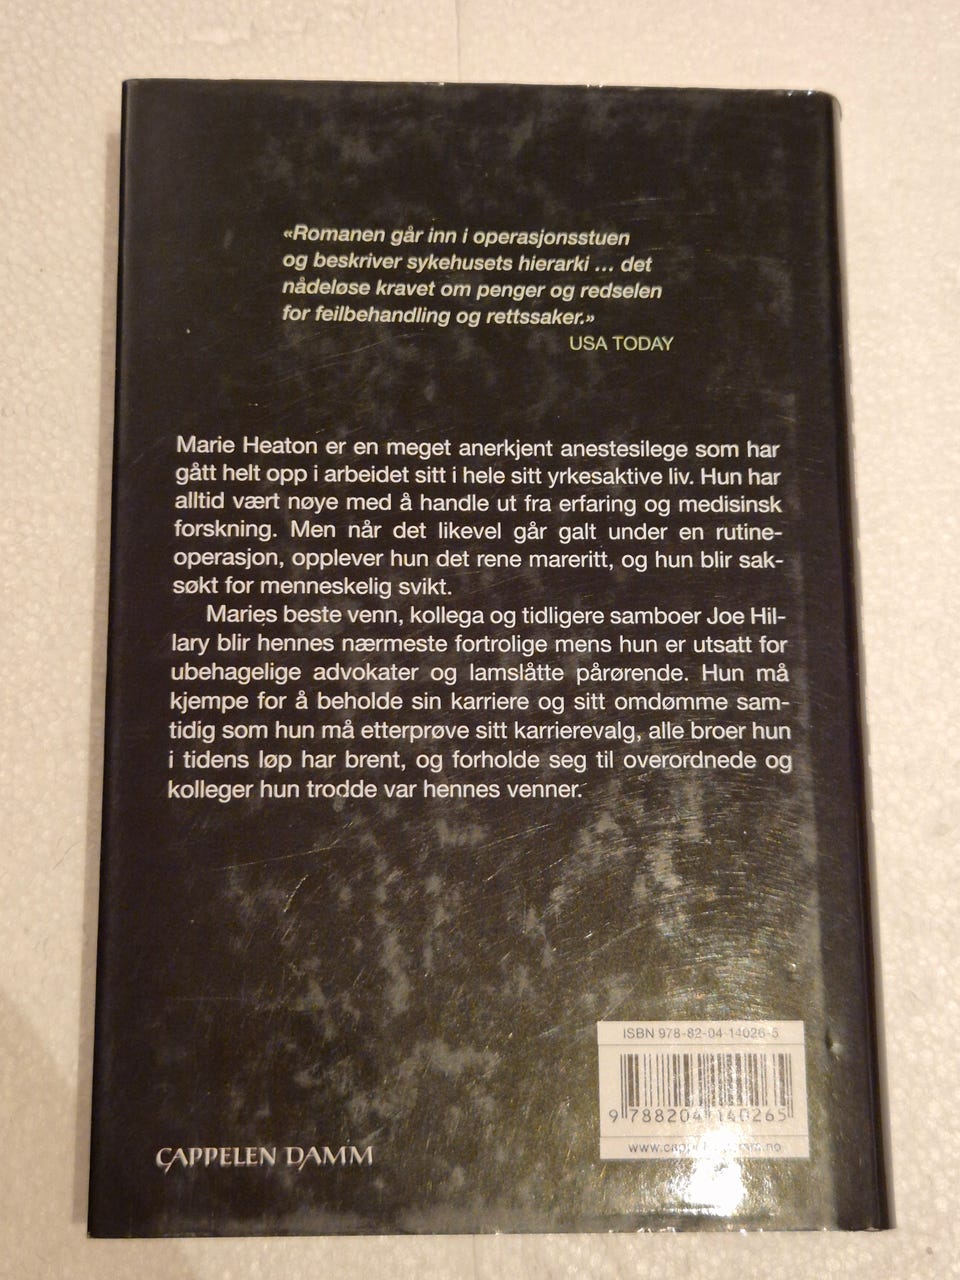 «Romanen går inn i operasjonsstuen
og beskriver sykehusets hierarki ... det
nådeløse kravet om penger og redselen
for feilbehandling og rettssaker.»
USA TODAY
Marie Heaton er en meget anerkjent anestesilege som har
gått helt opp i arbeidet sitt i hele sitt yrkesaktive liv. Hun har
alltid vært nøye med å handle ut fra erfaring og medisinsk
forskning. Men når det likevel går galt under en rutine-
operasjon, opplever hun det rene mareritt, og hun blir sak-
søkt for menneskelig svikt.
Maries beste venn, kollega og tidligere samboer Joe Hil-
lary blir hennes nærmeste fortrolige mens hun er utsatt for
ubehagelige advokater og lamslåtte pårørende. Hun må
kjempe for å beholde sin karriere og sitt omdømme sam-
tidig som hun må etterprøve sitt karrierevalg, alle broer hun
i tidens løp har brent, og forholde seg til overordnede og
kolleger hun trodde var hennes venner.
ISBN 978-82-04-14026-5
9 788204 140265
CAPPELEN DAMM